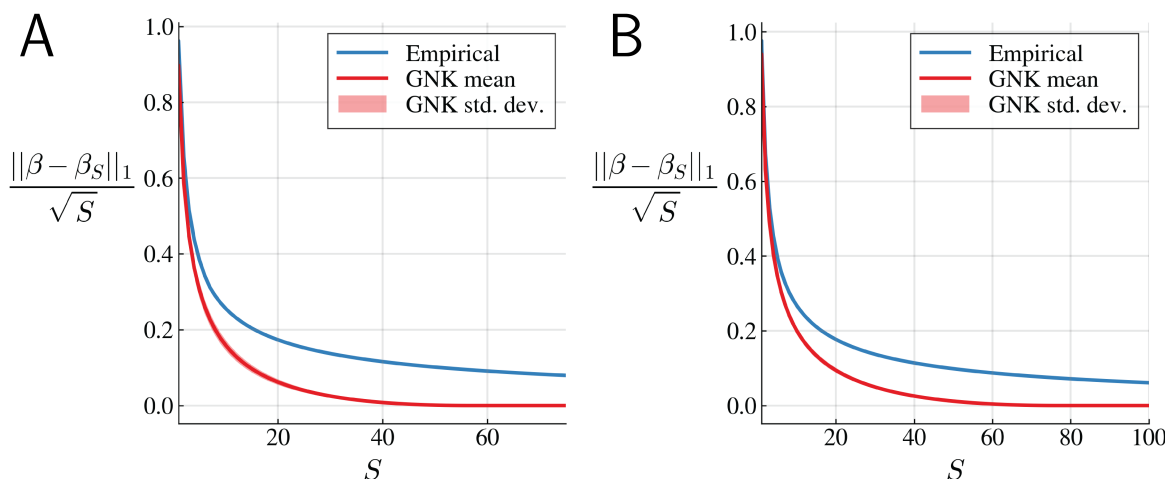 A
1.0
0.8
0.6
0.4
0.2
0.0
||β − β_S||_1
√S
Empirical
GNK mean
GNK std. dev.
20
40
60
S
B
1.0
0.8
0.6
0.4
0.2
0.0
||β − β_S||_1
√S
Empirical
GNK mean
GNK std. dev.
20
40
60
80
100
S